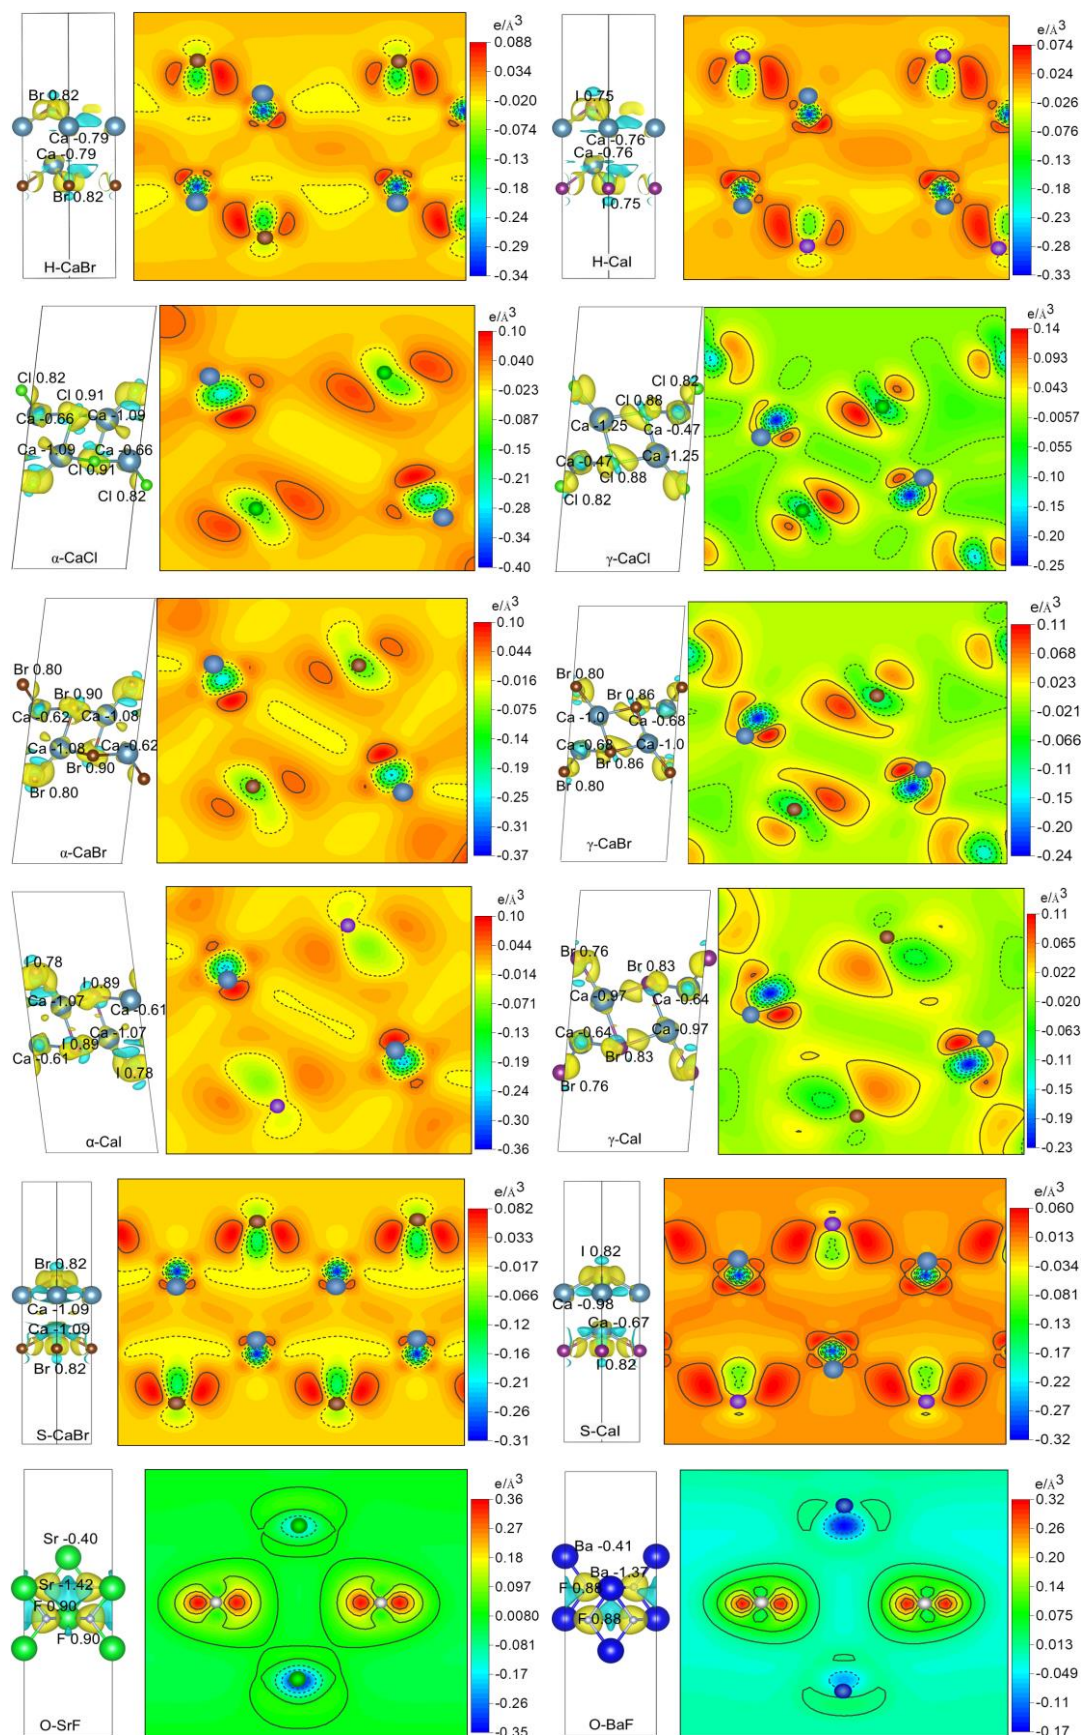 e/Å³
Br 0.82
Ca -0.79
Ca -0.79
Br 0.82
H-CaBr
0.088
0.034
-0.020
-0.074
-0.13
-0.18
-0.24
-0.29
-0.34
e/Å³
I 0.75
Ca -0.76
Ca -0.76
I 0.75
H-CaI
0.074
0.024
-0.026
-0.076
-0.13
-0.18
-0.23
-0.28
-0.33
e/Å³
Cl 0.82
Cl 0.91
Ca -0.66
Ca -1.09
Ca -1.09
Ca -0.66
Cl 0.91
Cl 0.82
α-CaCl
0.10
0.040
-0.023
-0.087
-0.15
-0.21
-0.28
-0.34
-0.40
e/Å³
Cl 0.82
Cl 0.88
Ca -1.25
Ca -0.47
Ca -1.25
Ca -0.47
Cl 0.88
Cl 0.82
γ-CaCl
0.14
0.093
0.043
-0.0057
-0.055
-0.10
-0.15
-0.20
-0.25
e/Å³
Br 0.80
Br 0.90
Ca -0.62
Ca -1.08
Ca -1.08
Ca -0.62
Br 0.90
Br 0.80
α-CaBr
0.10
0.044
-0.016
-0.075
-0.14
-0.19
-0.25
-0.31
-0.37
e/Å³
Br 0.80
Br 0.86
Ca -1.0
Ca -0.68
Ca -0.68
Ca -1.0
Br 0.86
Br 0.80
γ-CaBr
0.11
0.068
0.023
-0.021
-0.066
-0.11
-0.15
-0.20
-0.24
e/Å³
I 0.78
I 0.89
Ca -1.07
Ca -0.61
Ca -1.07
Ca -0.61
I 0.89
I 0.78
α-CaI
0.10
0.044
-0.014
-0.071
-0.13
-0.19
-0.24
-0.30
-0.36
e/Å³
Br 0.76
Br 0.83
Ca -0.97
Ca -0.64
Ca -0.64
Ca -0.97
Br 0.83
Br 0.76
γ-CaI
0.11
0.065
0.022
-0.020
-0.063
-0.11
-0.15
-0.19
-0.23
e/Å³
Br 0.82
Ca -1.09
Ca -1.09
Br 0.82
S-CaBr
0.082
0.033
-0.017
-0.066
-0.12
-0.16
-0.21
-0.26
-0.31
e/Å³
I 0.82
Ca -0.98
Ca -0.67
I 0.82
S-CaI
0.060
0.013
-0.034
-0.081
-0.13
-0.18
-0.22
-0.27
-0.32
e/Å³
Sr -0.40
Sr -1.42
F 0.90
F 0.90
O-SrF
0.36
0.27
0.18
0.097
0.0080
-0.081
-0.17
-0.26
-0.35
e/Å³
Ba -0.41
Ba -1.37
F 0.88
F 0.88
O-BaF
0.32
0.26
0.20
0.14
0.075
0.013
-0.049
-0.11
-0.17